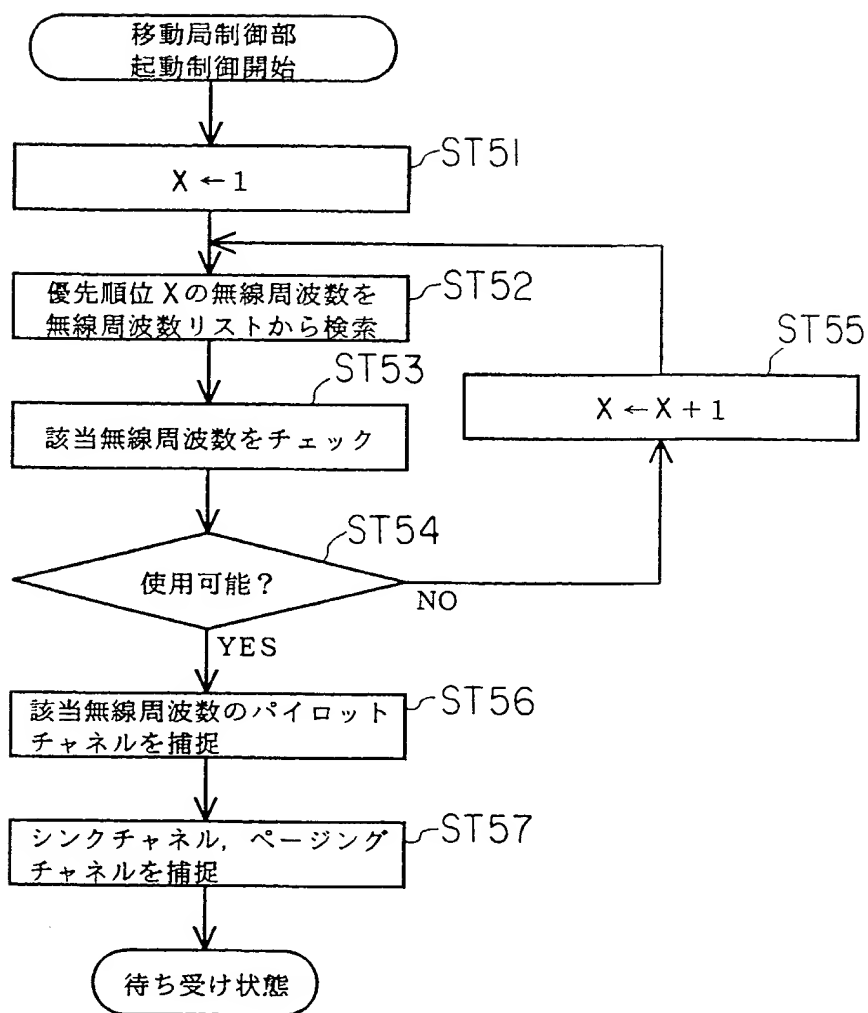 移動局制御部
起動制御開始
ST51
X←1
ST52
優先順位Xの無線周波数を
無線周波数リストから検索
ST55
X←X+1
ST53
該当無線周波数をチェック
ST54
使用可能？
NO
YES
ST56
該当無線周波数のパイロット
チャネルを捕捉
ST57
シンクチャネル，ページング
チャネルを捕捉
待ち受け状態